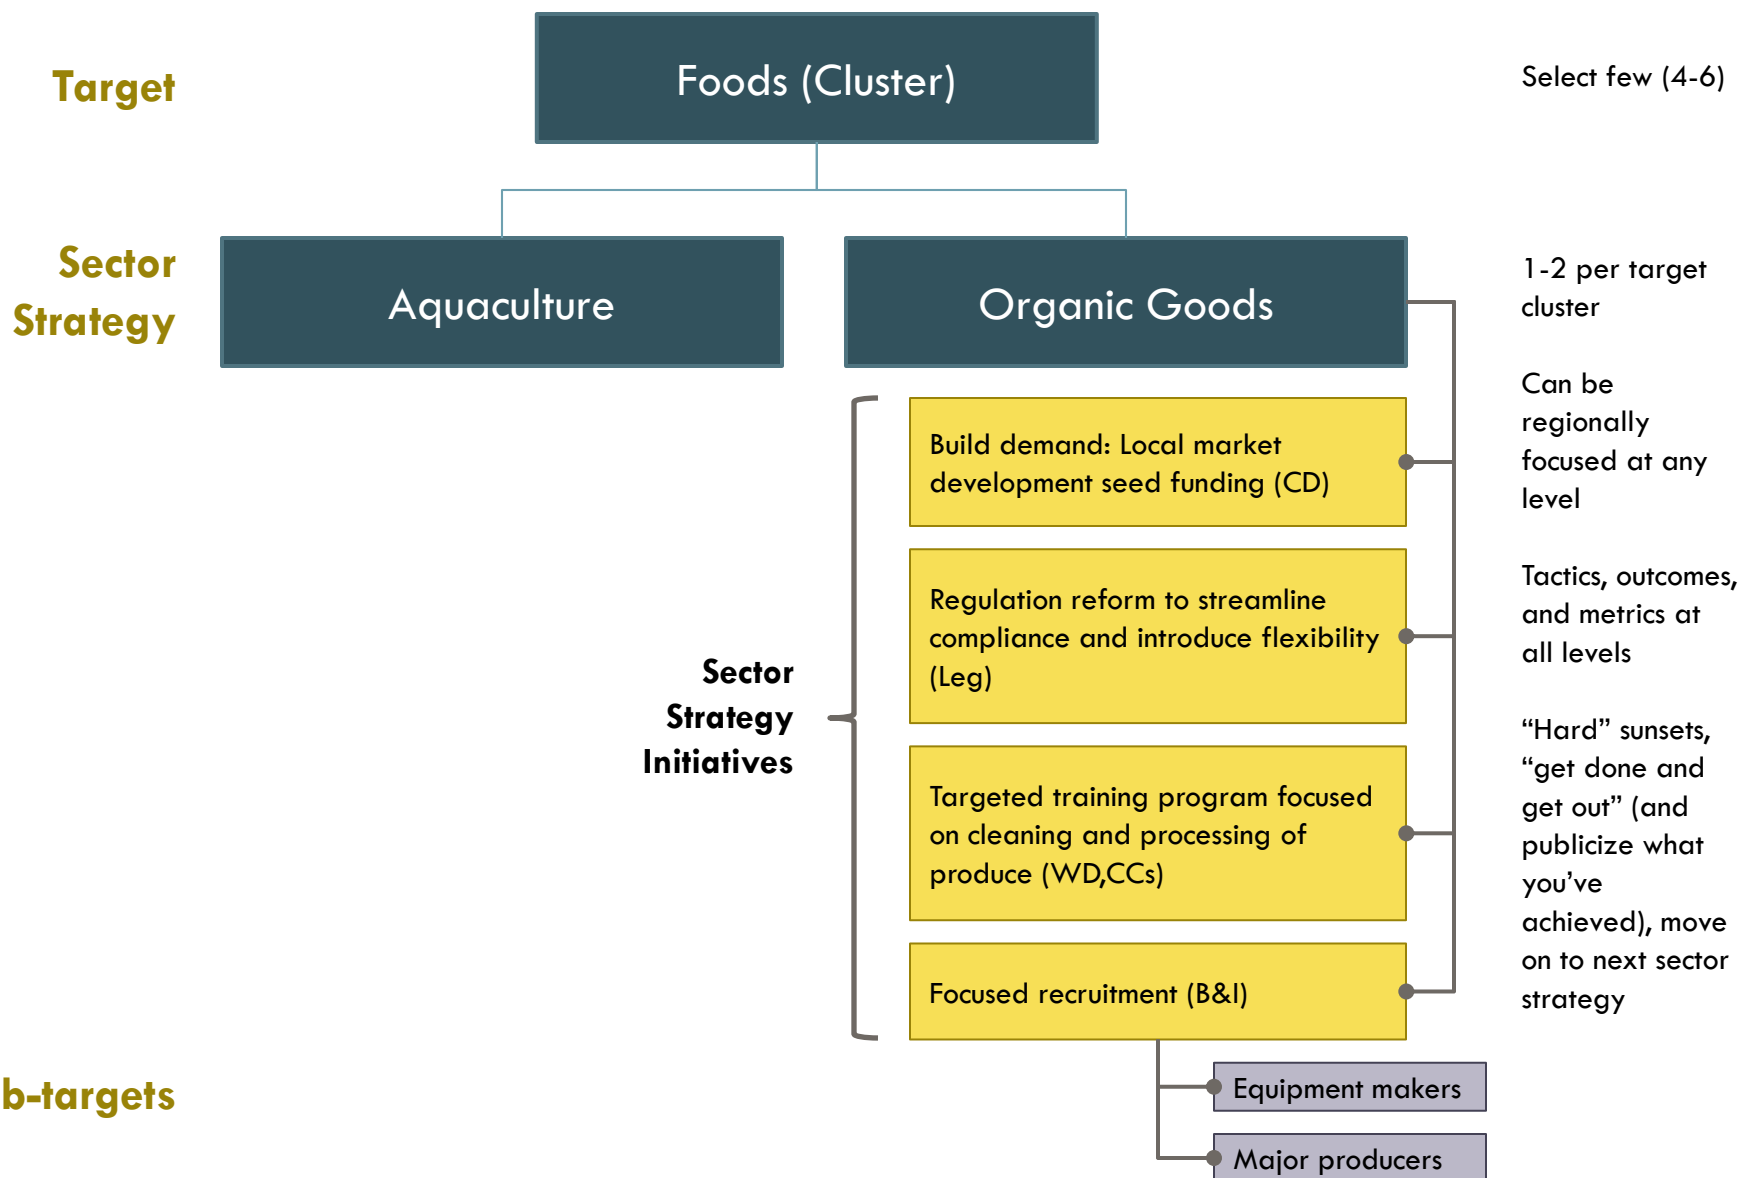 Target
Foods (Cluster)
Select few (4-6)
Sector
Strategy
Aquaculture
Organic Goods
1-2 per target
cluster
Can be
regionally
focused at any
level
Tactics, outcomes,
and metrics at
all levels
“Hard” sunsets,
“get done and
get out” (and
publicize what
you’ve
achieved), move
on to next sector
strategy
Sector
Strategy
Initiatives
Build demand: Local market
development seed funding (CD)
Regulation reform to streamline
compliance and introduce flexibility
(Leg)
Targeted training program focused
on cleaning and processing of
produce (WD,CCs)
Focused recruitment (B&I)
b-targets
Equipment makers
Major producers